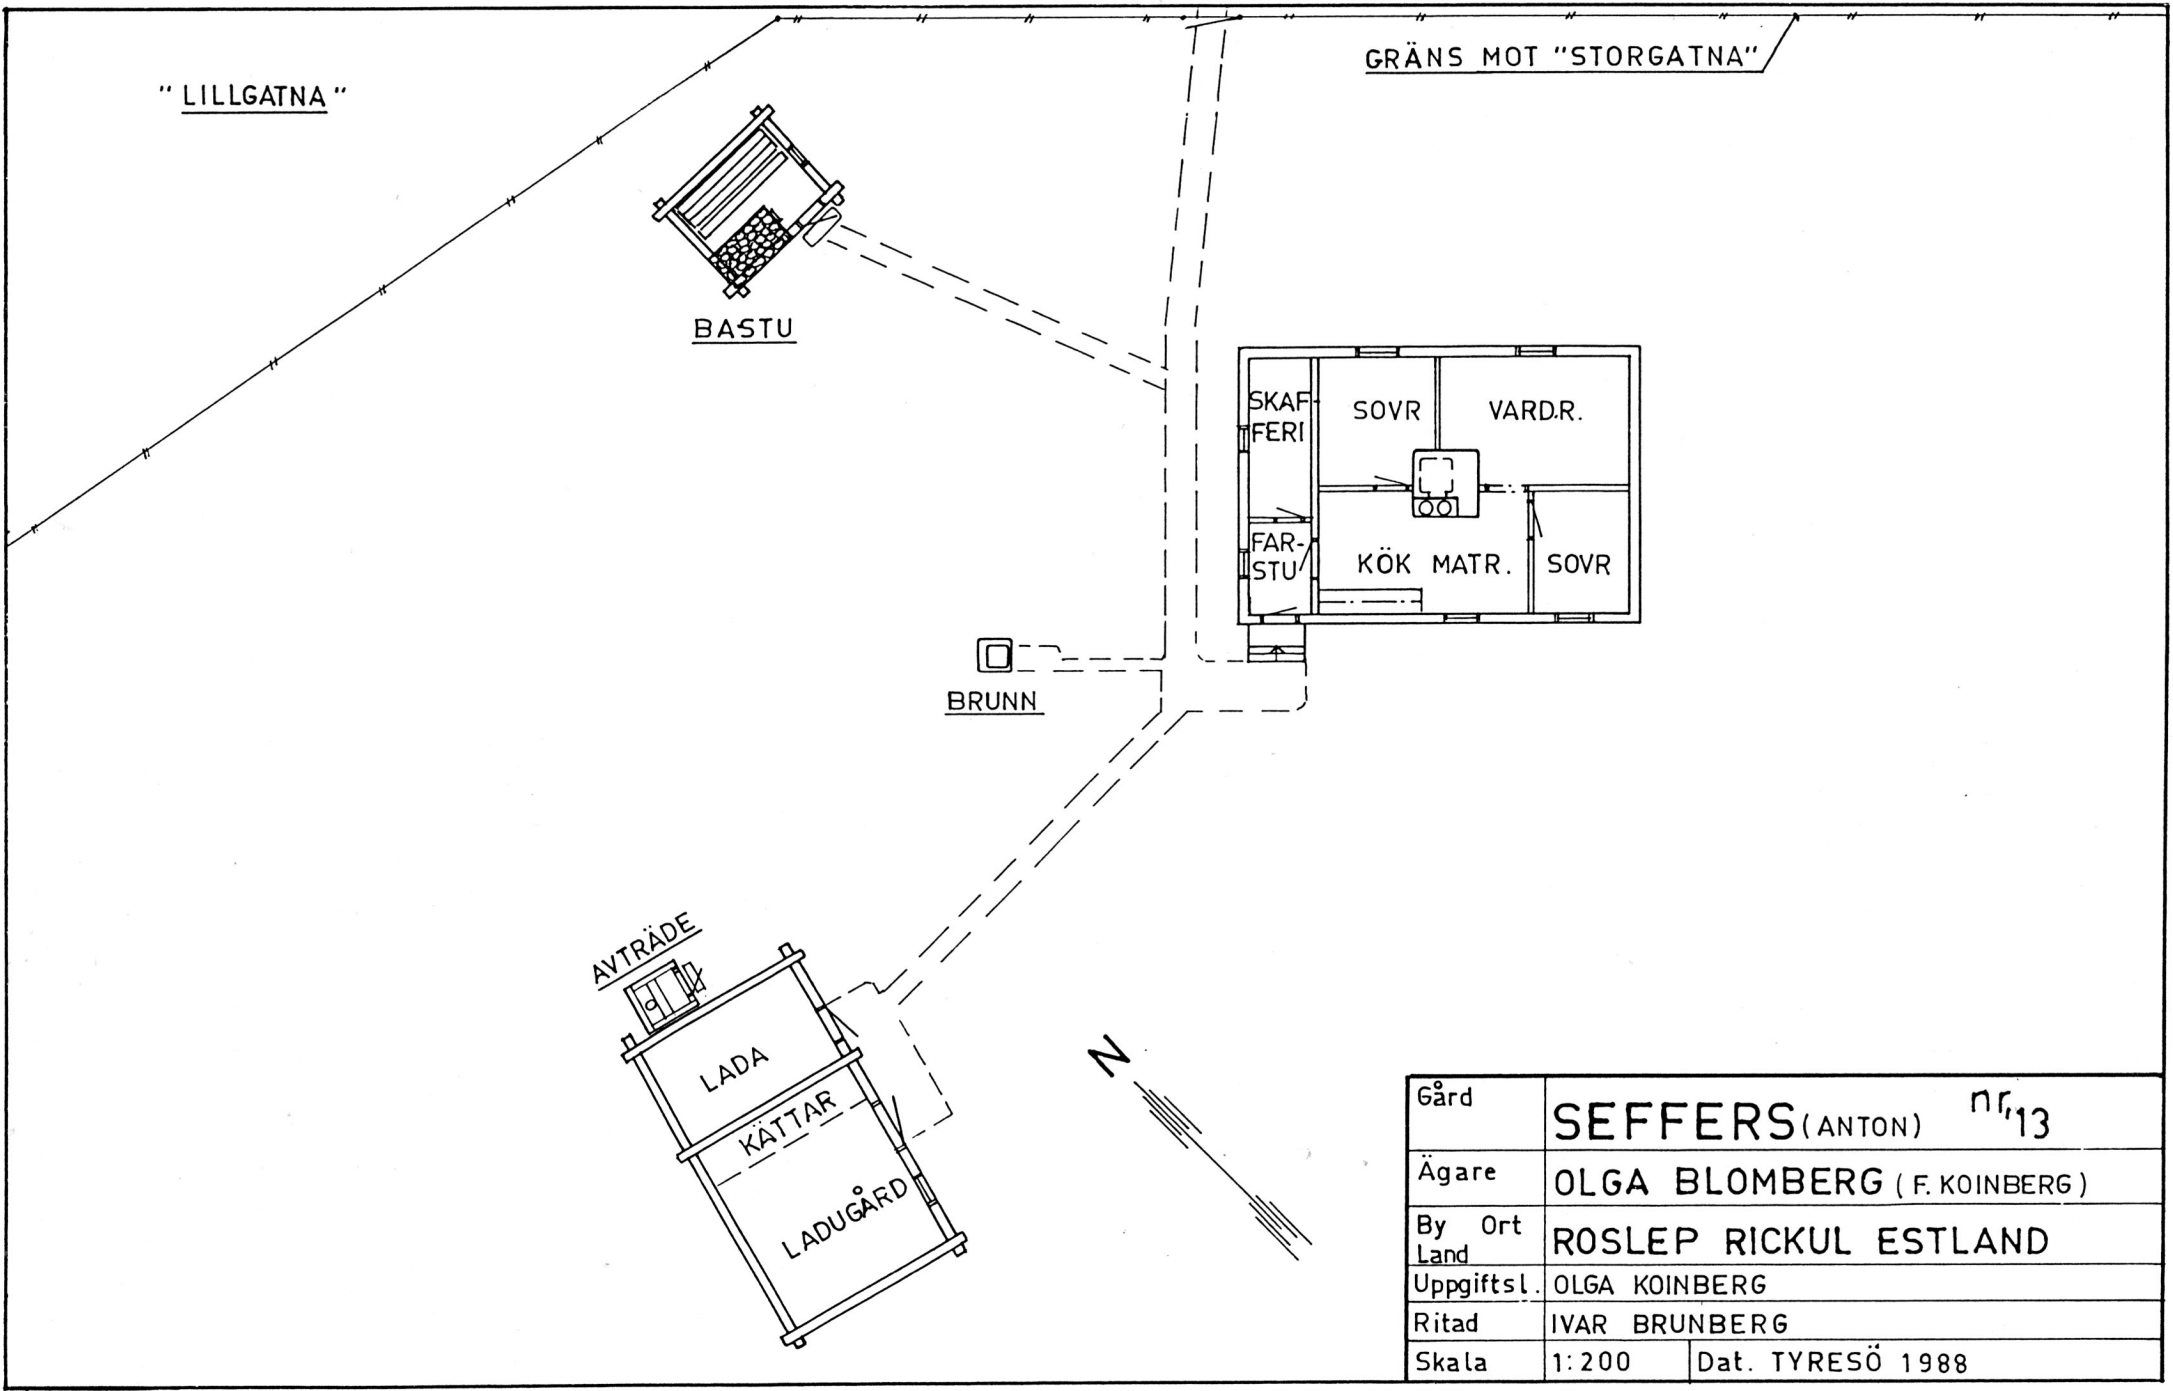 GRÄNS MOT "STORGATNA"
"LILLGATNA"
BASTU
SKAF-
FERI
SOVR
VARD.R.
FAR-
STU
KÖK MATR.
SOVR
BRUNN
AVTRÄDE
LADA
KÄTTAR
LADUGÅRD
N
Gård SEFFERS (ANTON) nr, 13
Ägare OLGA BLOMBERG (F. KOINBERG)
By Ort
Land ROSLEP RICKUL ESTLAND
Uppgiftsl. OLGA KOINBERG
Ritad IVAR BRUNBERG
Skala 1:200 Dat. TYRESÖ 1988